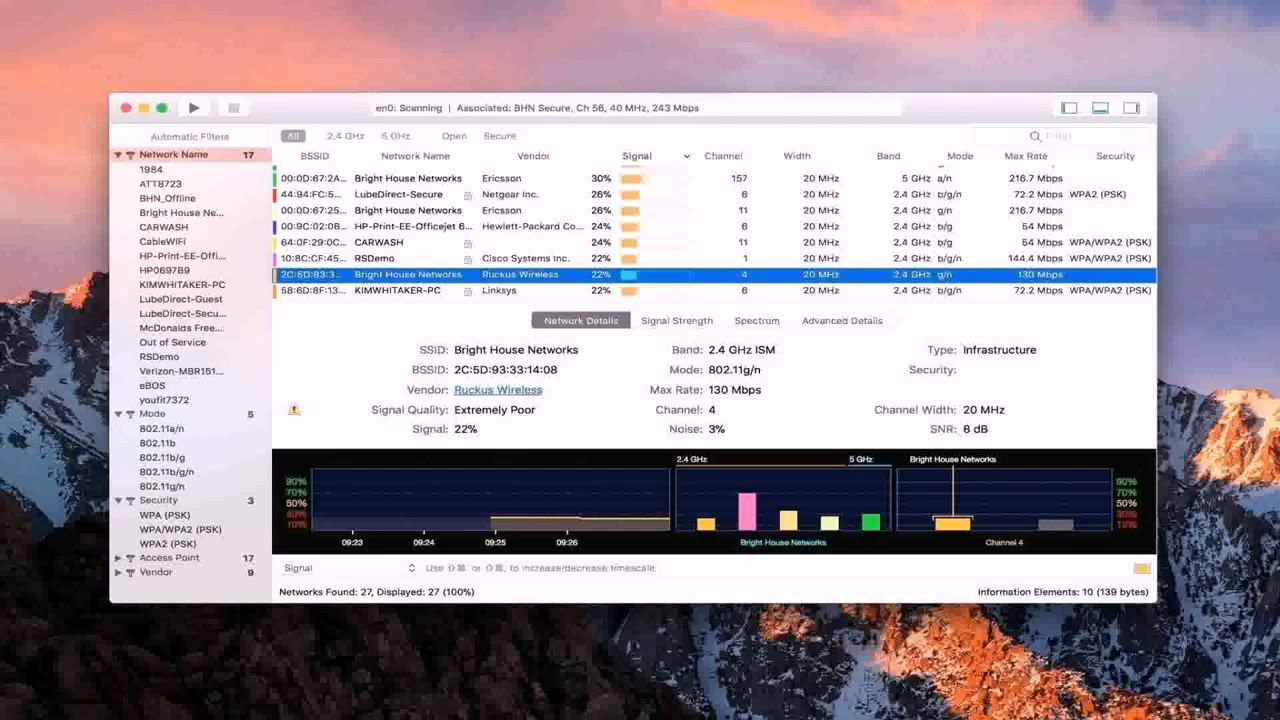 en0: Scanning | Associated: BHN Secure, Ch 56, 40 MHz, 243 Mbps
Automatic Filters
Network Name 17
1984
ATT8723
BHN_Offline
Bright House Ne...
CARWASH
CableWiFi
HP-Print-EE-Offi...
HP0697B9
KIMWHITAKER-PC
LubeDirect-Guest
LubeDirect-Secu...
McDonalds Free...
Out of Service
RSDemo
Verizon-MBR151...
eBOS
youfit7372
Mode 5
802.11a/n
802.11b
802.11b/g
802.11b/g/n
802.11g/n
Security 3
WPA (PSK)
WPA/WPA2 (PSK)
WPA2 (PSK)
Access Point 17
Vendor 9
All 2.4 GHz 5 GHz Open Secure Filter
BSSID Network Name Vendor Signal Channel Width Band Mode Max Rate Security
00:0D:67:2A... Bright House Networks Ericsson 30% 157 20 MHz 5 GHz a/n 216.7 Mbps
44:94:FC:5... LubeDirect-Secure Netgear Inc. 26% 6 20 MHz 2.4 GHz b/g/n 72.2 Mbps WPA2 (PSK)
00:0D:67:25... Bright House Networks Ericsson 26% 11 20 MHz 2.4 GHz g/n 216.7 Mbps
00:9C:02:0B... HP-Print-EE-Officejet 6... Hewlett-Packard Co... 24% 6 20 MHz 2.4 GHz b/g 54 Mbps
64:0F:29:0C... CARWASH 24% 11 20 MHz 2.4 GHz b/g 54 Mbps WPA/WPA2 (PSK)
10:8C:CF:45... RSDemo Cisco Systems Inc. 24% 1 20 MHz 2.4 GHz b/g/n 144.4 Mbps WPA/WPA2 (PSK)
2C:5D:93:3... Bright House Networks Ruckus Wireless 22% 4 20 MHz 2.4 GHz g/n 130 Mbps
58:6D:8F:13... KIMWHITAKER-PC Linksys 22% 6 20 MHz 2.4 GHz b/g/n 72.2 Mbps WPA/WPA2 (PSK)
Network Details Signal Strength Spectrum Advanced Details
SSID: Bright House Networks Band: 2.4 GHz ISM Type: Infrastructure
BSSID: 2C:5D:93:33:14:08 Mode: 802.11g/n Security:
Vendor: Ruckus Wireless Max Rate: 130 Mbps
Signal Quality: Extremely Poor Channel: 4 Channel Width: 20 MHz
Signal: 22% Noise: 3% SNR: 8 dB
2.4 GHz 5 GHz Bright House Networks
90% 90%
70% 70%
50% 50%
30% 30%
10% 10%
09:23 09:24 09:25 09:26 Bright House Networks Channel 4
Signal
to increase/decrease timescale.
Networks Found: 27, Displayed: 27 (100%) Information Elements: 10 (139 bytes)